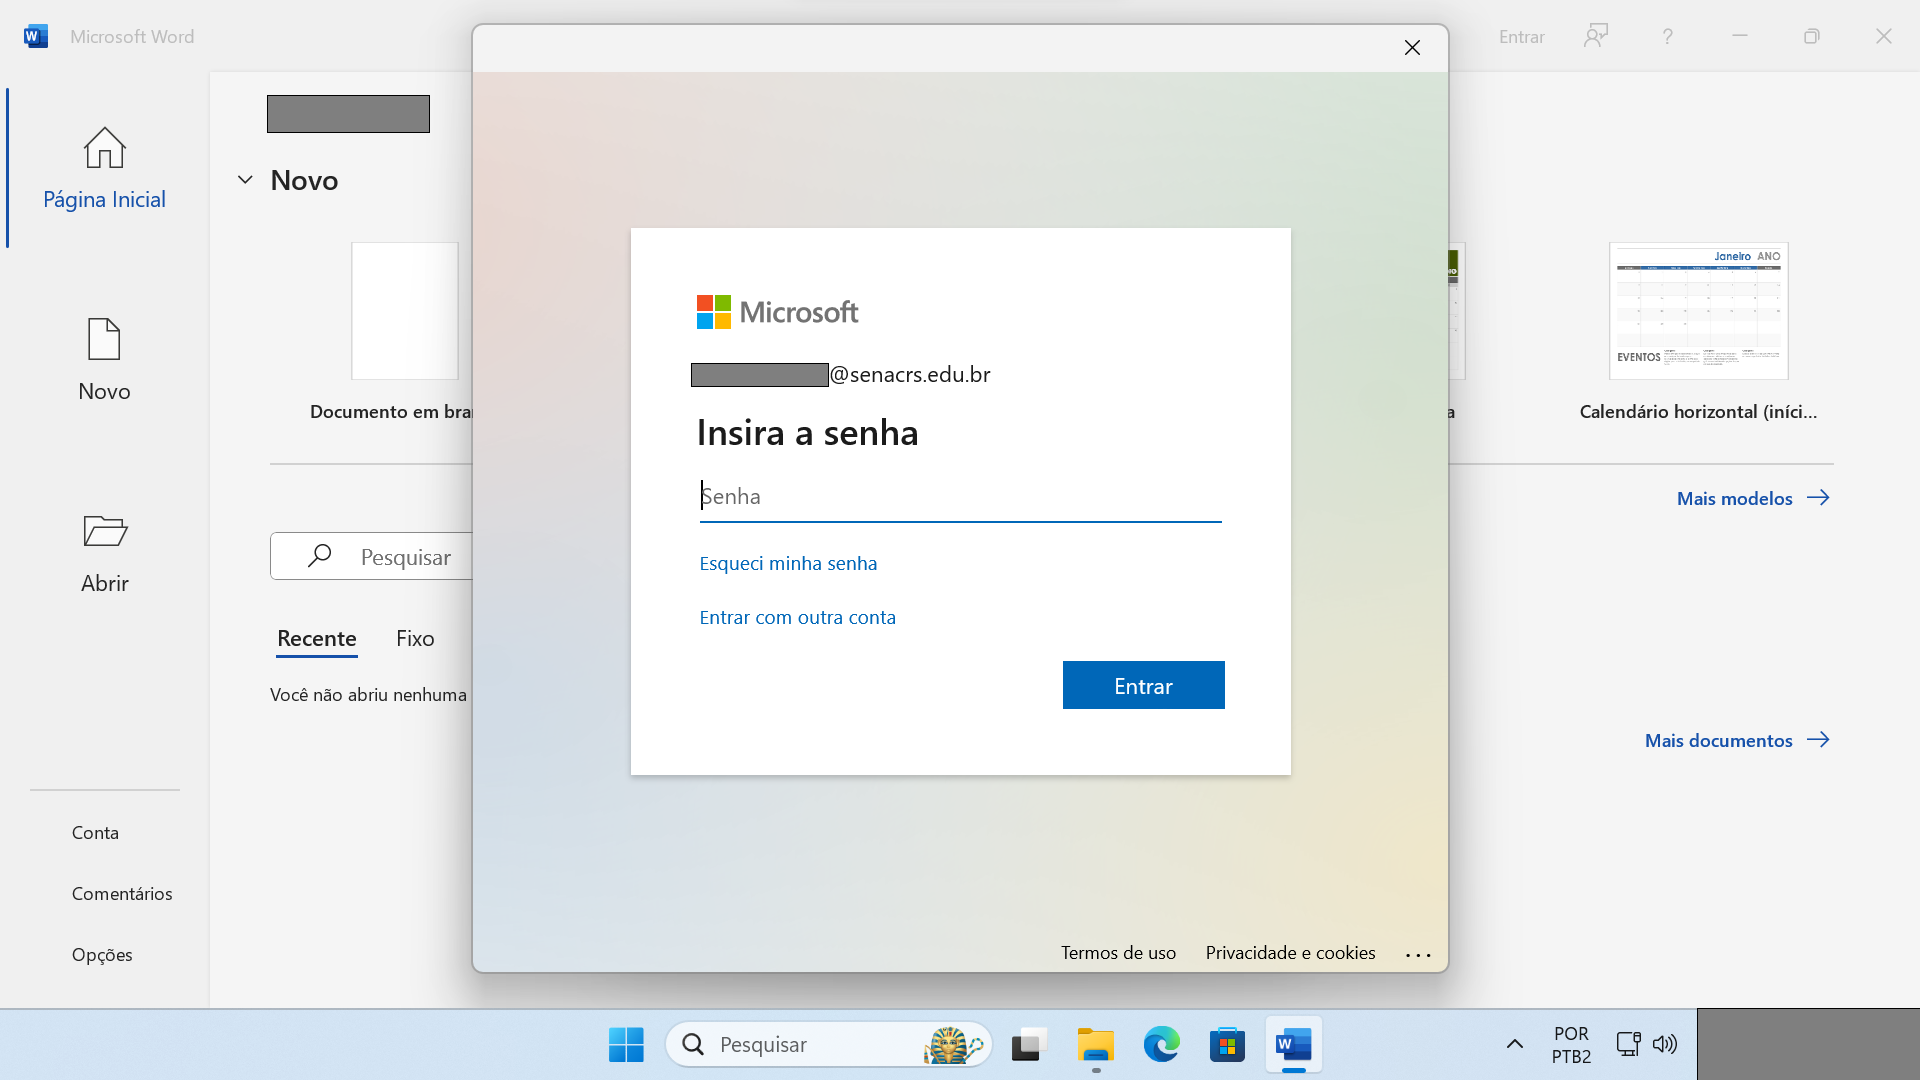 Microsoft Word
Entrar
?
Página Inicial
Novo
Abrir
Conta
Comentários
Opções
Novo
Documento em bra
Janeiro ANO
EVENTOS
a
Calendário horizontal (iníci...
Mais modelos
Pesquisar
Recente Fixo
Você não abriu nenhuma
Mais documentos
Microsoft
@senacrs.edu.br
Insira a senha
Senha
Esqueci minha senha
Entrar com outra conta
Entrar
Termos de uso Privacidade e cookies ...
Pesquisar
POR
PTB2